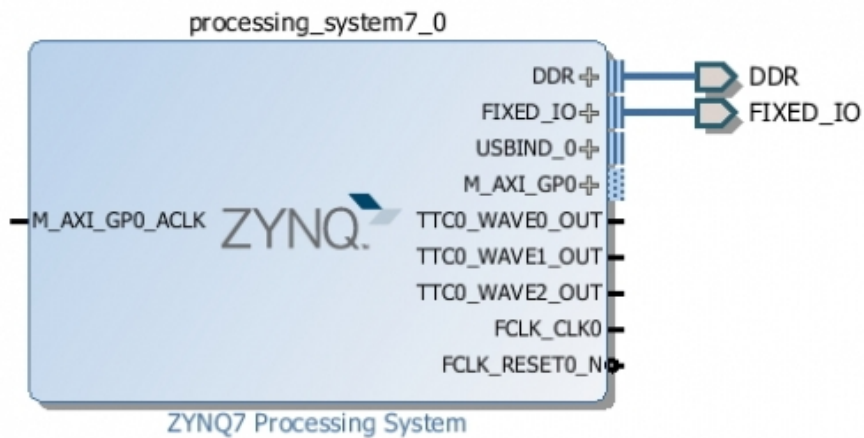 processing_system7_0
DDR
DDR
FIXED_IO
FIXED_IO
USBIND_0
M_AXI_GP0
M_AXI_GP0_ACLK
ZYNQ
TTC0_WAVE0_OUT
TTC0_WAVE1_OUT
TTC0_WAVE2_OUT
FCLK_CLK0
FCLK_RESET0_N
ZYNQ7 Processing System